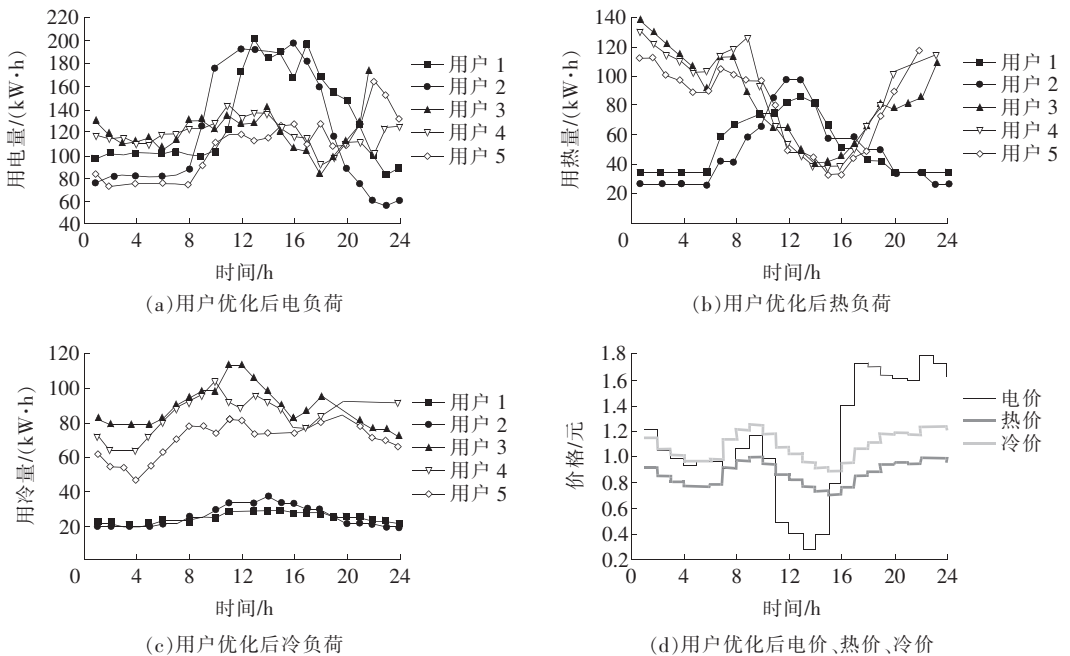 220
200
180
160
140
120
100
80
60
40
用电量/(kW·h)
0 4 8 12 16 20 24
时间/h
用户 1
用户 2
用户 3
用户 4
用户 5
(a)用户优化后电负荷
140
120
100
80
60
40
20
用热量/(kW·h)
0 4 8 12 16 20 24
时间/h
用户 1
用户 2
用户 3
用户 4
用户 5
(b)用户优化后热负荷
120
100
80
60
40
20
用冷量/(kW·h)
0 4 8 12 16 20 24
时间/h
用户 1
用户 2
用户 3
用户 4
用户 5
(c)用户优化后冷负荷
1.8
1.6
1.4
1.2
1.0
0.8
0.6
0.4
0.2
价格/元
0 4 8 12 16 20 24
时间/h
电价
热价
冷价
(d)用户优化后电价、热价、冷价